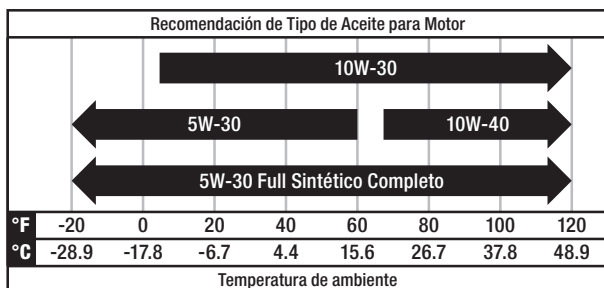 Recomendación de Tipo de Aceite para Motor
10W-30
5W-30 10W-40
5W-30 Full Sintético Completo
°F -20 0 20 40 60 80 100 120
°C -28.9 -17.8 -6.7 4.4 15.6 26.7 37.8 48.9
Temperatura de ambiente